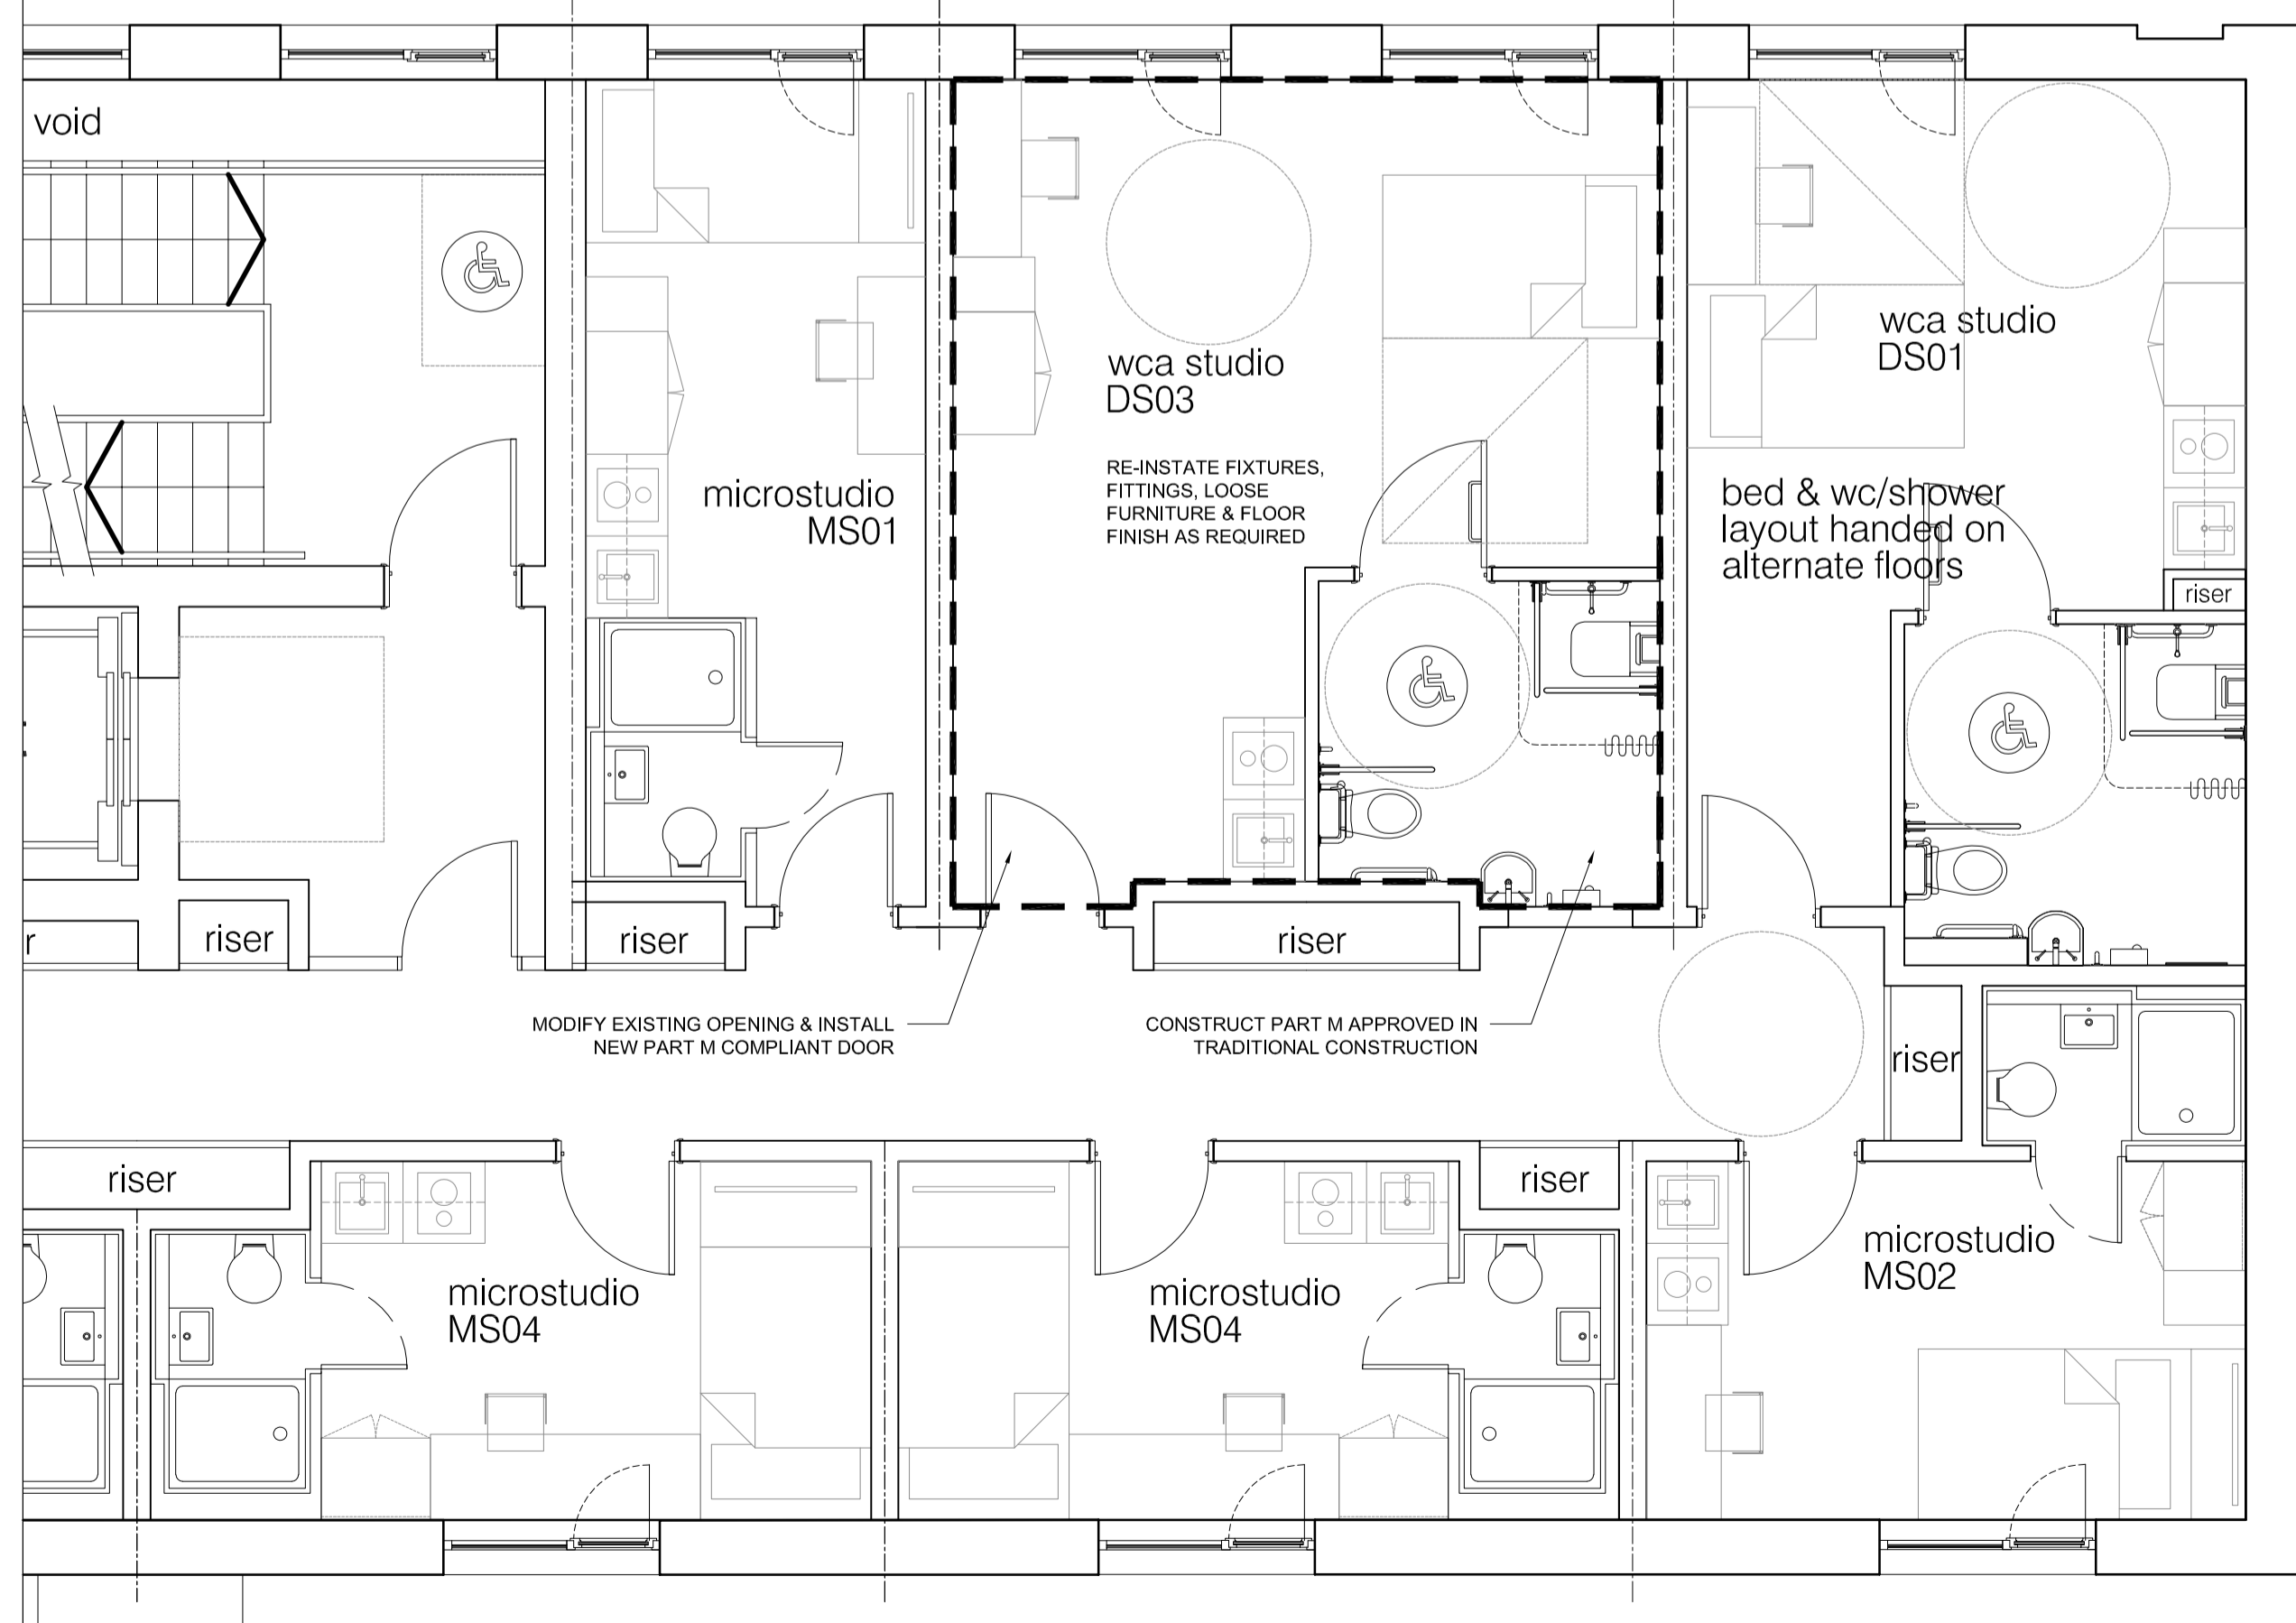 void
wca studio
DS01
wca studio
DS03
microstudio
MS01
RE-INSTATE FIXTURES,
FITTINGS, LOOSE
FURNITURE & FLOOR
FINISH AS REQUIRED
bed & wc/shower
layout handed on
alternate floors
riser
r
riser
riser
riser
MODIFY EXISTING OPENING & INSTALL
NEW PART M COMPLIANT DOOR
CONSTRUCT PART M APPROVED IN
TRADITIONAL CONSTRUCTION
riser
riser
riser
microstudio
MS04
microstudio
MS04
microstudio
MS02